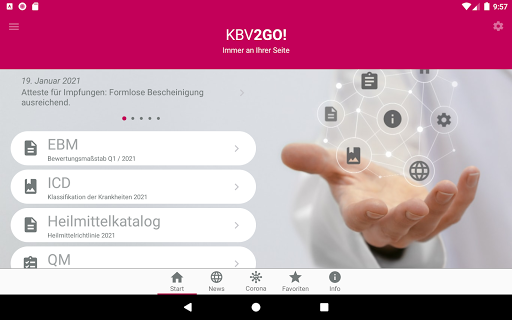 9:57
KBV2GO!
Immer an Ihrer Seite
19. Januar 2021
Atteste für Impfungen: Formlose Bescheinigung
ausreichend.
EBM
Bewertungsmaßstab Q1 / 2021
ICD
Klassifikation der Krankheiten 2021
Heilmittelkatalog
Heilmittelrichtlinie 2021
QM
Start
News
Corona
Favoriten
Info